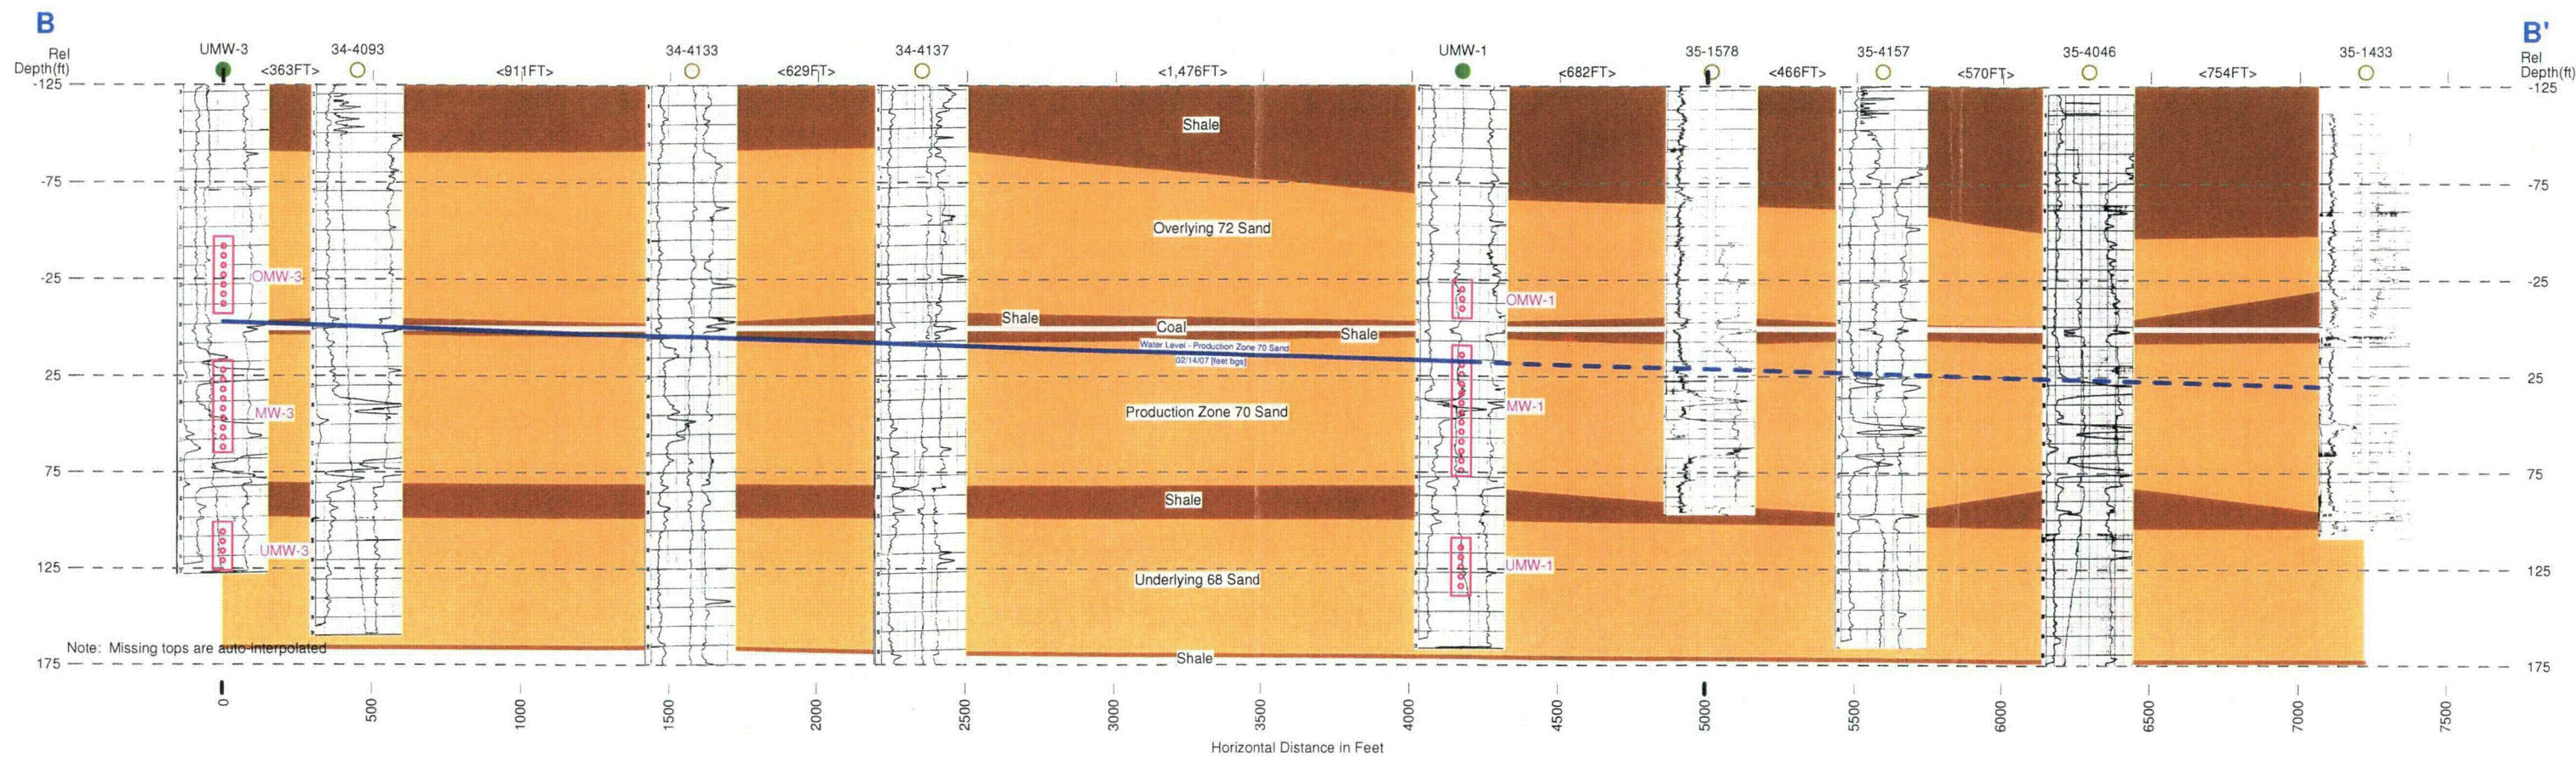 B
B'
UMW-3
34-4093
34-4133
34-4137
UMW-1
35-1578
35-4157
35-4046
35-1433
Rel
Depth(ft)
Rel
Depth(ft)
<363FT>
<911FT>
<629FT>
<1,476FT>
<682FT>
<466FT>
<570FT>
<754FT>
-125
-125
Shale
-75
-75
Overlying 72 Sand
-25
OMW-3
-25
OMW-1
Shale
Coal
Shale
Water Level - Production Zone 70 Sand
02/14/07 [feet bgs]
25
25
MW-3
Production Zone 70 Sand
MW-1
75
75
Shale
UMW-3
125
Underlying 68 Sand
UMW-1
125
Note: Missing tops are auto-interpolated
175
Shale
175
0
500
1000
1500
2000
2500
3000
3500
4000
4500
5000
5500
6000
6500
7000
7500
Horizontal Distance in Feet